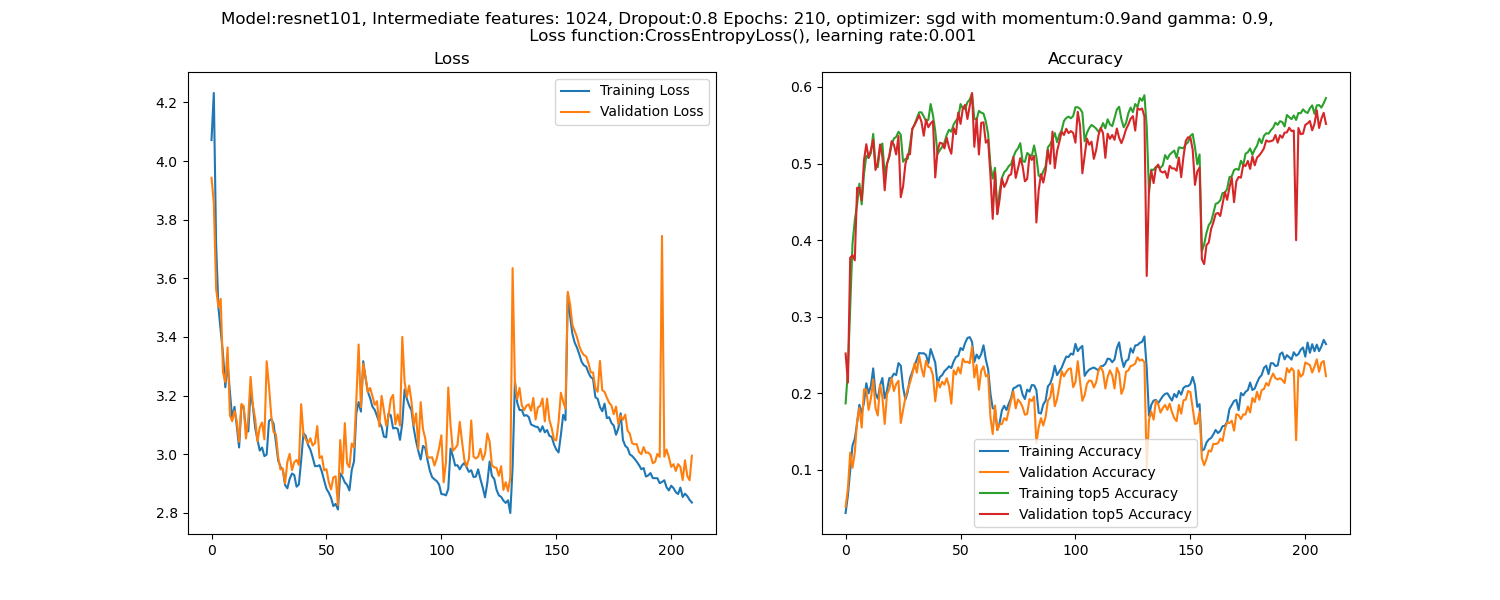 Model:resnet101, Intermediate features: 1024, Dropout:0.8 Epochs: 210, optimizer: sgd with momentum:0.9and gamma: 0.9,
Loss function:CrossEntropyLoss(), learning rate:0.001
Loss
Training Loss
Validation Loss
4.2
4.0
3.8
3.6
3.4
3.2
3.0
2.8
0 50 100 150 200
Accuracy
0.6
0.5
0.4
0.3
0.2
0.1
Training Accuracy
Validation Accuracy
Training top5 Accuracy
Validation top5 Accuracy
0 50 100 150 200